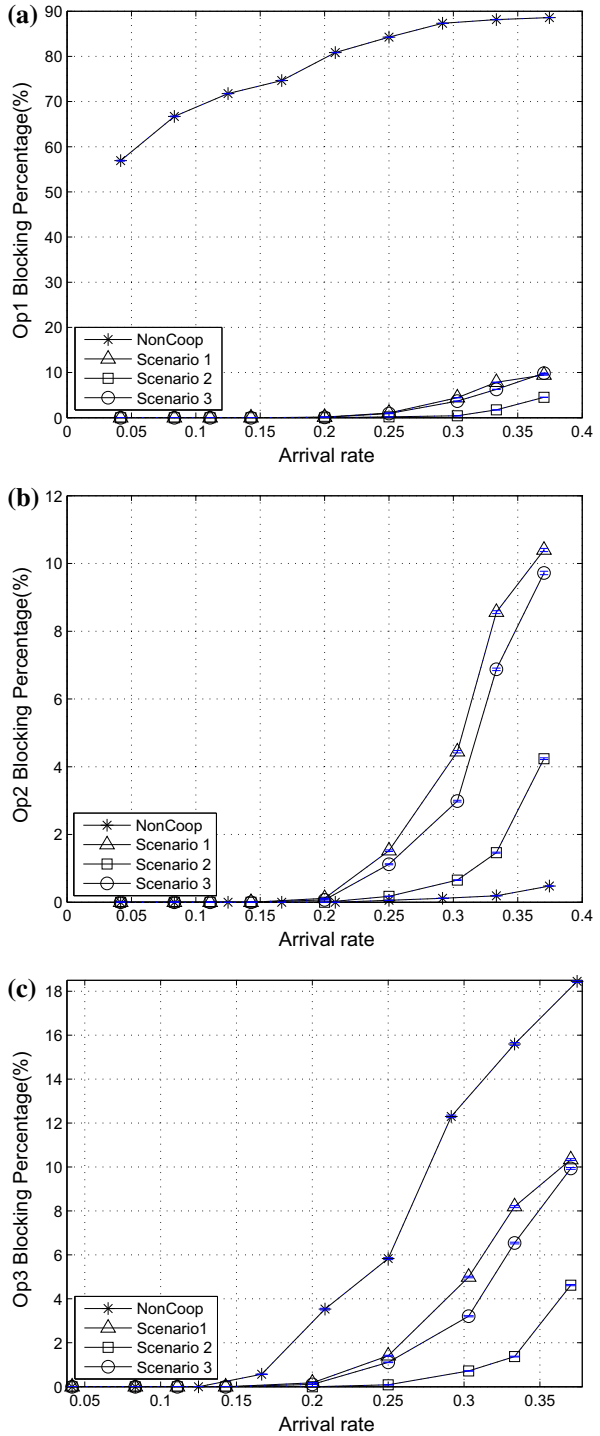 (a)
90
80
70
60
50
40
30
20
10
0
Op1 Blocking Percentage(%)
NonCoop
Scenario 1
Scenario 2
Scenario 3
0 0.05 0.1 0.15 0.2 0.25 0.3 0.35 0.4
Arrival rate
(b)
12
10
8
6
4
2
0
Op2 Blocking Percentage(%)
NonCoop
Scenario 1
Scenario 2
Scenario 3
0 0.05 0.1 0.15 0.2 0.25 0.3 0.35 0.4
Arrival rate
(c)
18
16
14
12
10
8
6
4
2
0
Op3 Blocking Percentage(%)
NonCoop
Scenario1
Scenario 2
Scenario 3
0.05 0.1 0.15 0.2 0.25 0.3 0.35
Arrival rate